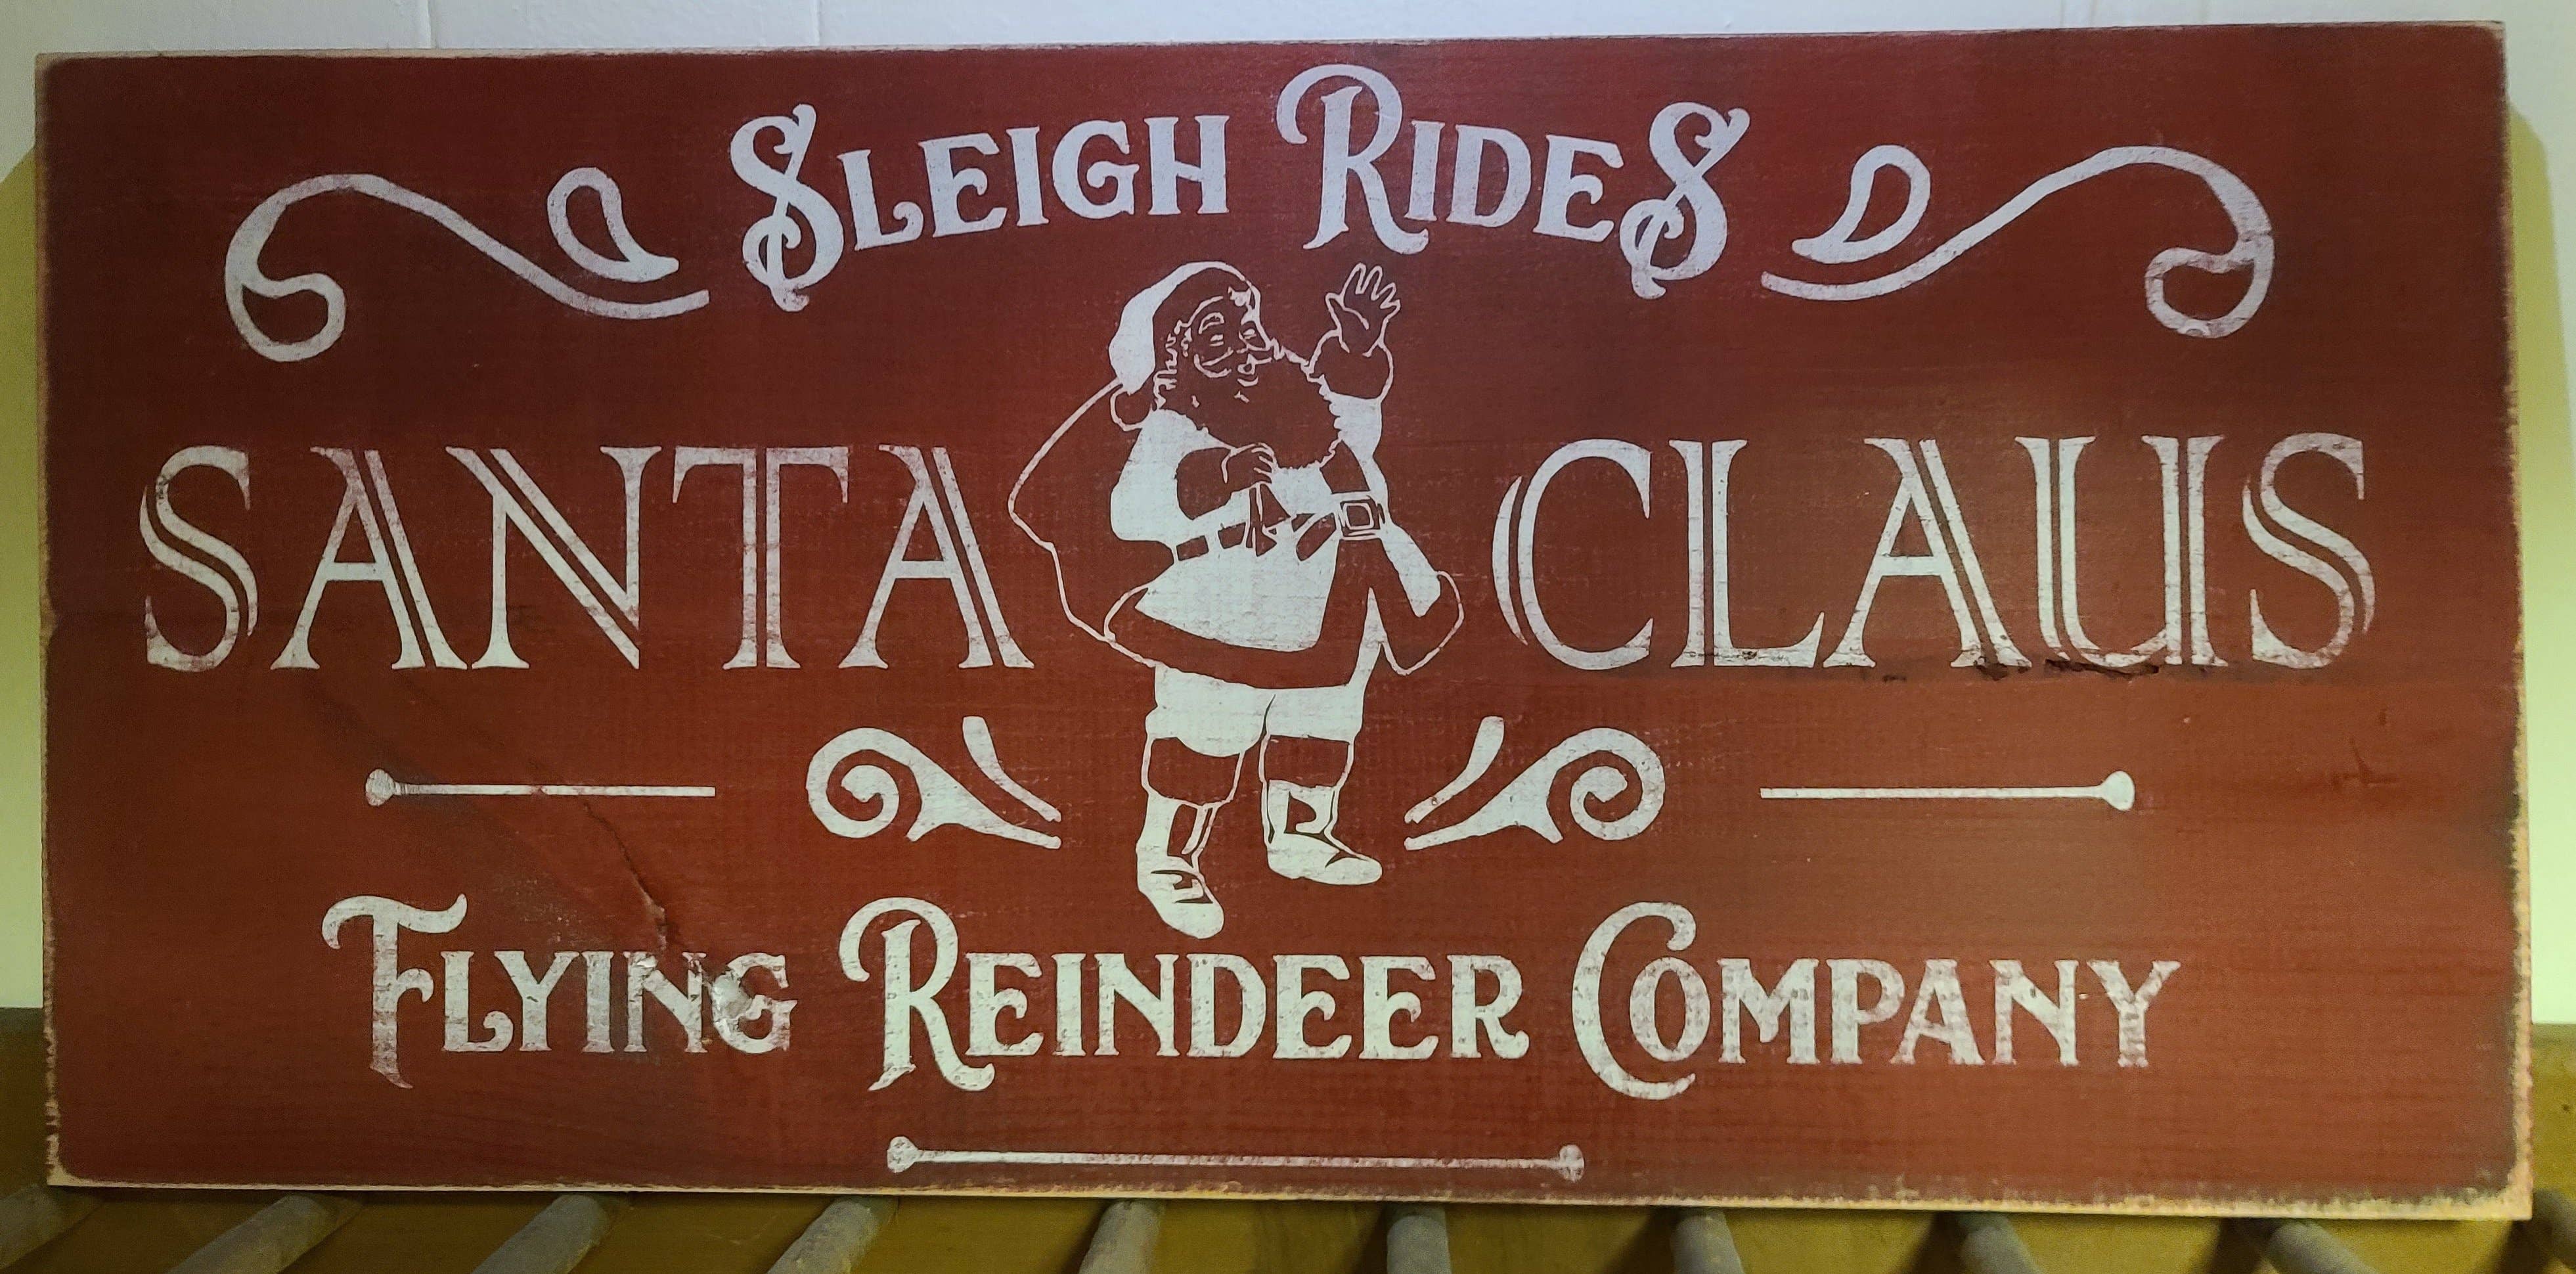 SLEIGH RIDES
SANTA CLAUS
FLYING REINDEER COMPANY